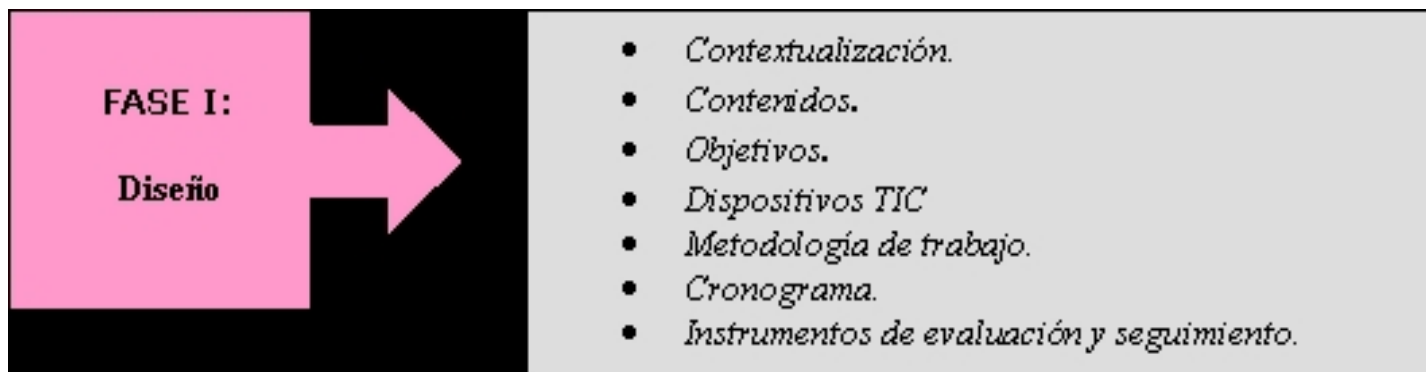 FASE I:
Diseño
• Contextualización.
• Contenidos.
• Objetivos.
• Dispositivos TIC
• Metodología de trabajo.
• Cronograma.
• Instrumentos de evaluación y seguimiento.